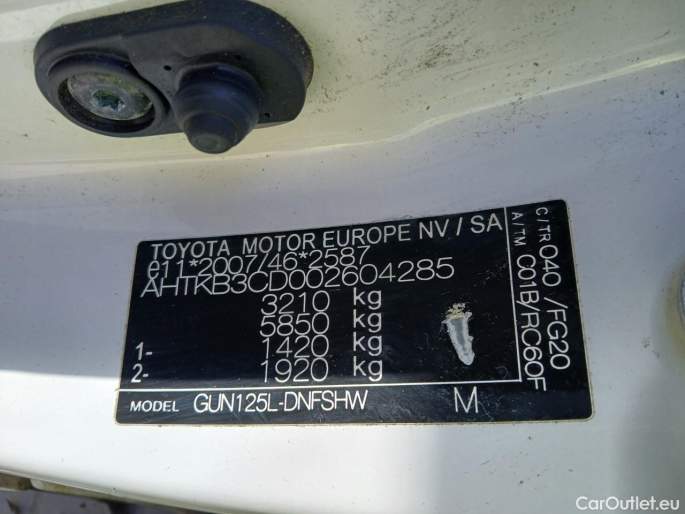 TOYOTA MOTOR EUROPE NV / SA
e11*2007/46*2587
AHTKB3CD002604285
3210 kg
5850 kg
1- 1420 kg
2- 1920 kg
C/TR 040 /FG20
A/TM C01B/RC60F
MODEL GUN125L-DNFSHW M
CarOutlet.eu